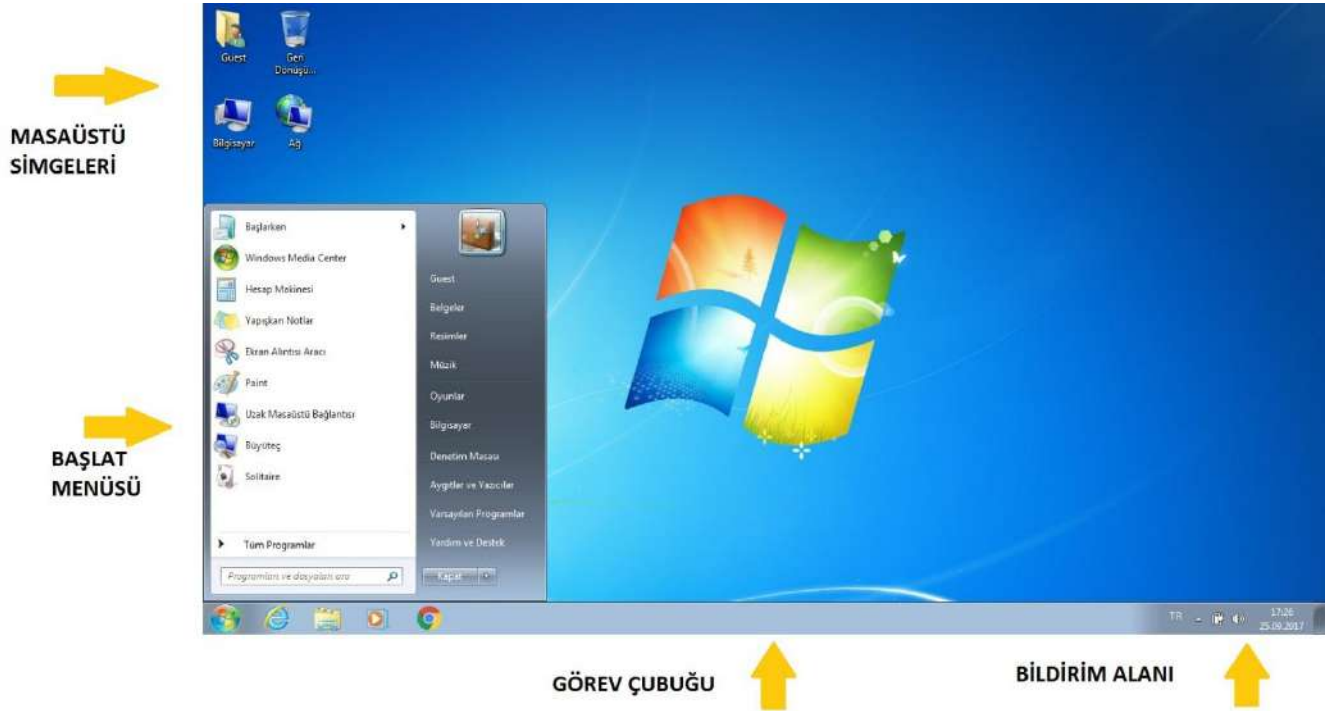 Guest
Geri
Dönüşü...
MASAÜSTÜ
SİMGELERİ
Bilgisayar
Ağ
Başlarken
Windows Media Center
Hesap Makinesi
Yapışkan Notlar
Ekran Alıntısı Aracı
Paint
Uzak Masaüstü Bağlantısı
Büyüteç
Solitaire
Tüm Programlar
Programları ve dosyaları ara
Guest
Belgeler
Resimler
Müzik
Oyunlar
Bilgisayar
Denetim Masası
Aygıtlar ve Yazıcılar
Varsayılan Programlar
Yardım ve Destek
Kapat
BAŞLAT
MENÜSÜ
TR
17:26
25.09.2017
GÖREV ÇUBUĞU
BİLDİRİM ALANI